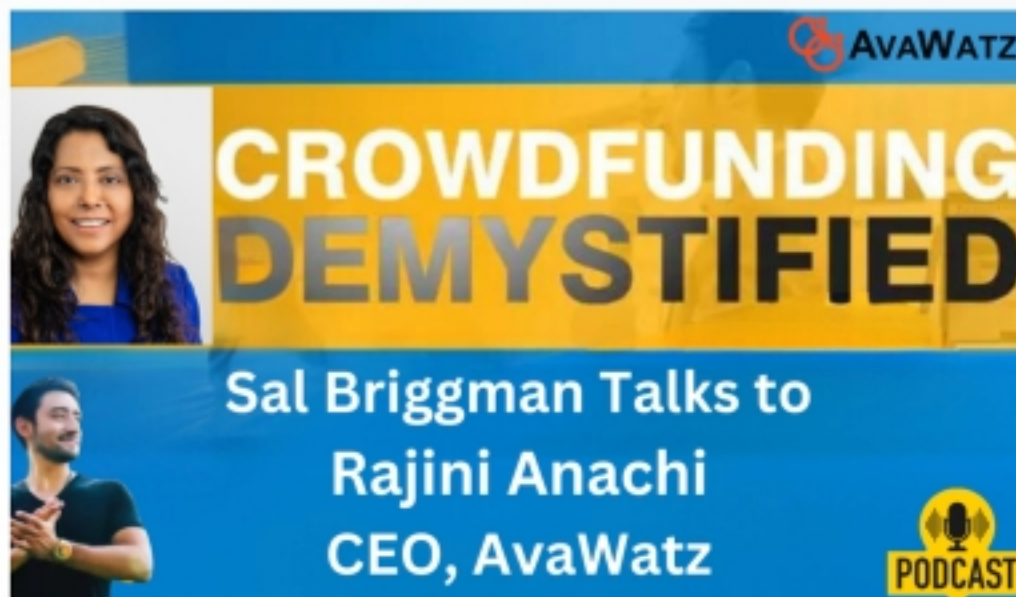 AVAWATZ
CROWDFUNDING
DEMYSTIFIED
Sal Briggman Talks to
Rajini Anachi
CEO, AvaWatz
PODCAST